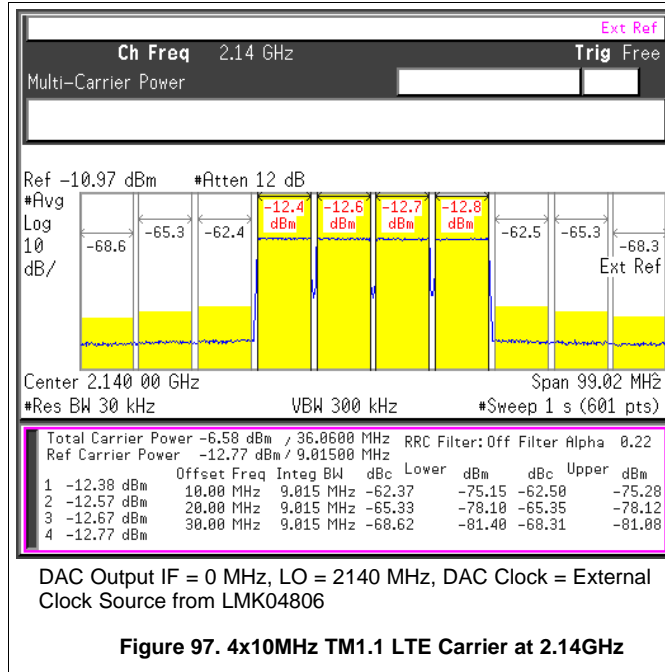 Ext Ref
Ch Freq 2.14 GHz Trig Free
Multi-Carrier Power
Ref -10.97 dBm #Atten 12 dB
#Avg
Log
10
dB/
-68.6 -65.3 -62.4 -12.4 dBm -12.6 dBm -12.7 dBm -12.8 dBm -62.5 -65.3 -68.3
Ext Ref
Center 2.140 00 GHz Span 99.02 MHz
#Res BW 30 kHz VBW 300 kHz #Sweep 1 s (601 pts)
Total Carrier Power -6.58 dBm / 36.0600 MHz RRC Filter: Off Filter Alpha 0.22
Ref Carrier Power -12.77 dBm / 9.01500 MHz
Offset Freq Integ BW dBc Lower dBm dBc Upper dBm
1 -12.38 dBm 10.00 MHz 9.015 MHz -62.37 -75.15 -62.50 -75.28
2 -12.57 dBm 20.00 MHz 9.015 MHz -65.33 -78.10 -65.35 -78.12
3 -12.67 dBm 30.00 MHz 9.015 MHz -68.62 -81.40 -68.31 -81.08
4 -12.77 dBm
DAC Output IF = 0 MHz, LO = 2140 MHz, DAC Clock = External
Clock Source from LMK04806
Figure 97. 4x10MHz TM1.1 LTE Carrier at 2.14GHz